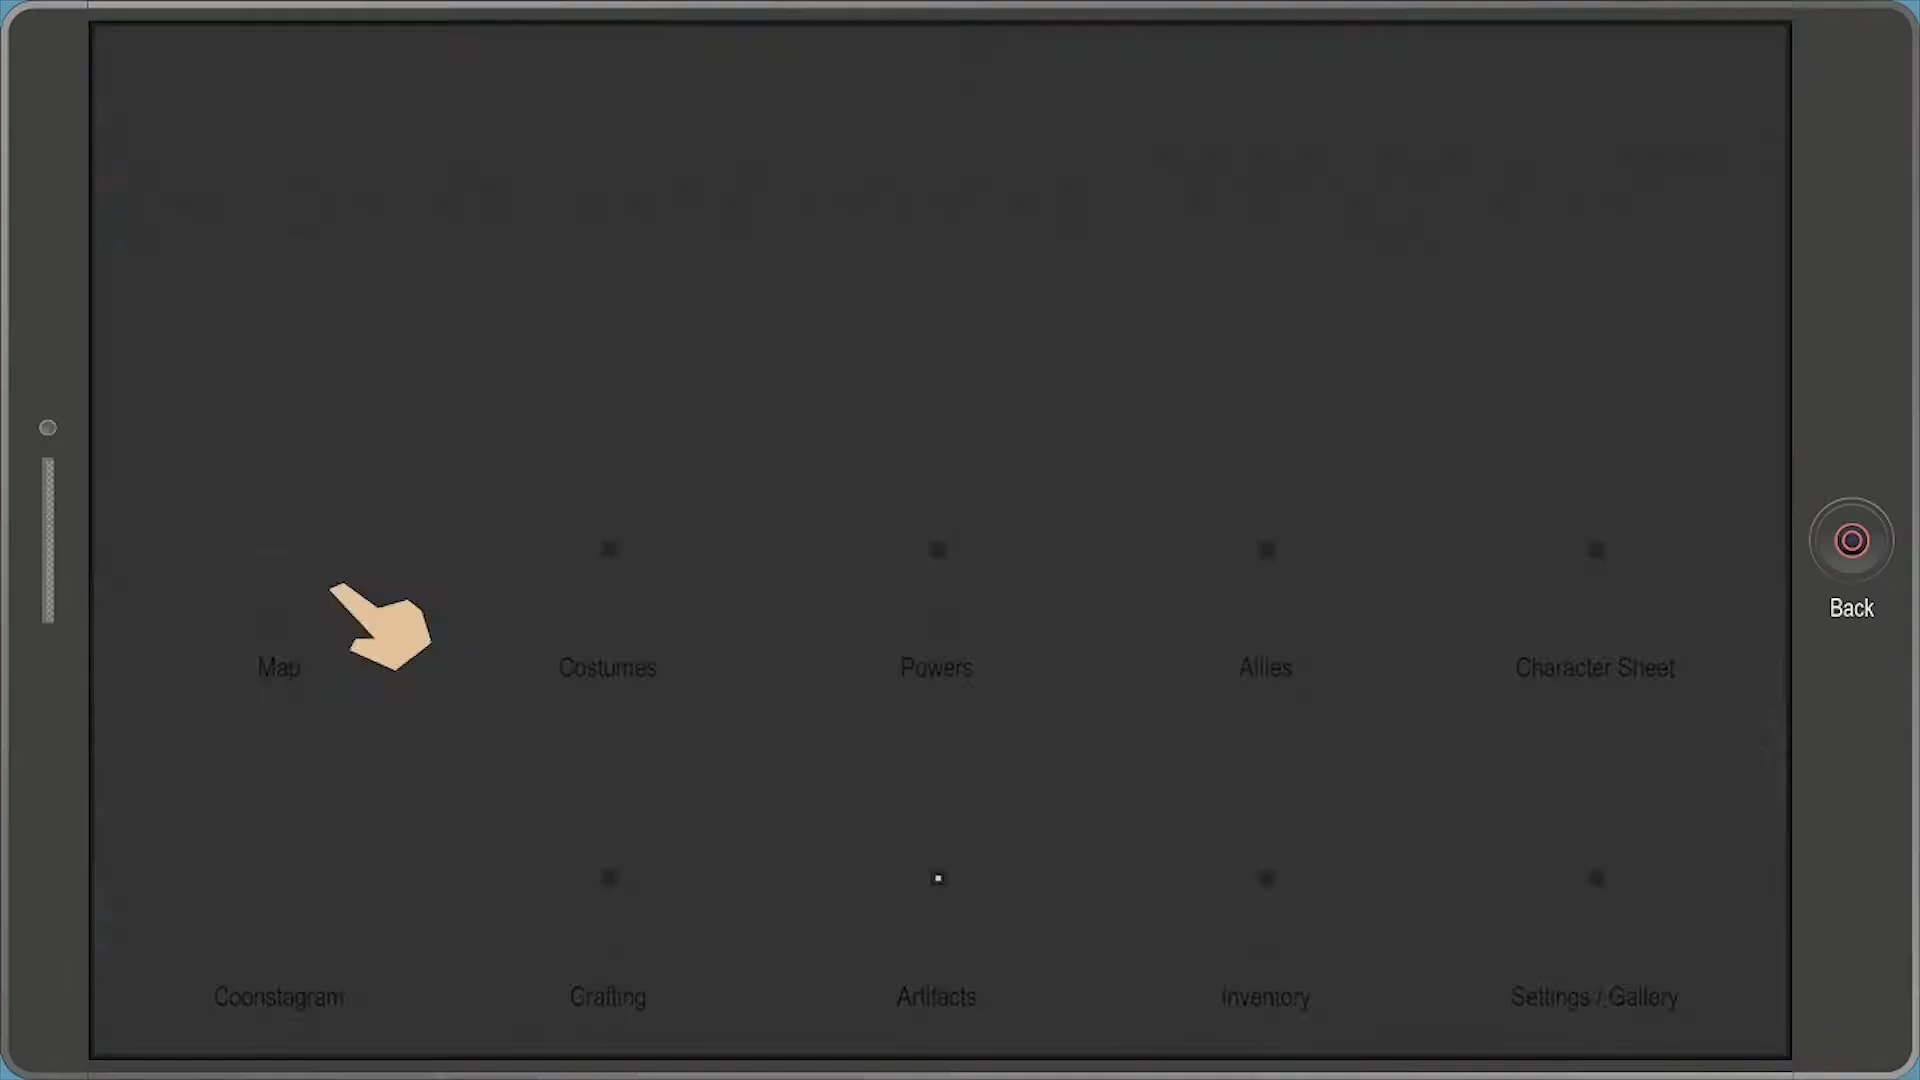 Back
Map
Costumes
Powers
Allies
Character Sheet
Coonstagram
Crafting
Artifacts
Inventory
Settings / Gallery